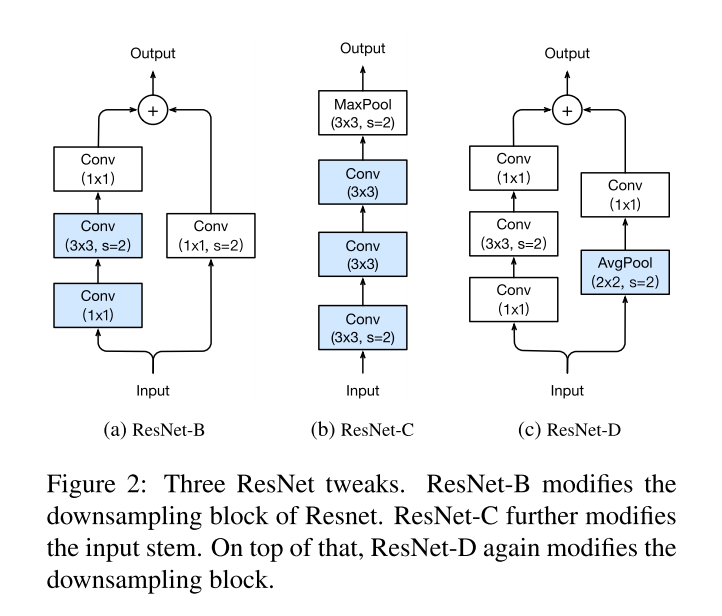 Output
+
Conv
(1x1)
Conv
(3x3, s=2)
Conv
(1x1)
Conv
(1x1, s=2)
Input
(a) ResNet-B
Output
MaxPool
(3x3, s=2)
Conv
(3x3)
Conv
(3x3)
Conv
(3x3, s=2)
Input
(b) ResNet-C
Output
+
Conv
(1x1)
Conv
(3x3, s=2)
Conv
(1x1)
Conv
(1x1)
AvgPool
(2x2, s=2)
Input
(c) ResNet-D
Figure 2: Three ResNet tweaks. ResNet-B modifies the
downsampling block of Resnet. ResNet-C further modifies
the input stem. On top of that, ResNet-D again modifies the
downsampling block.